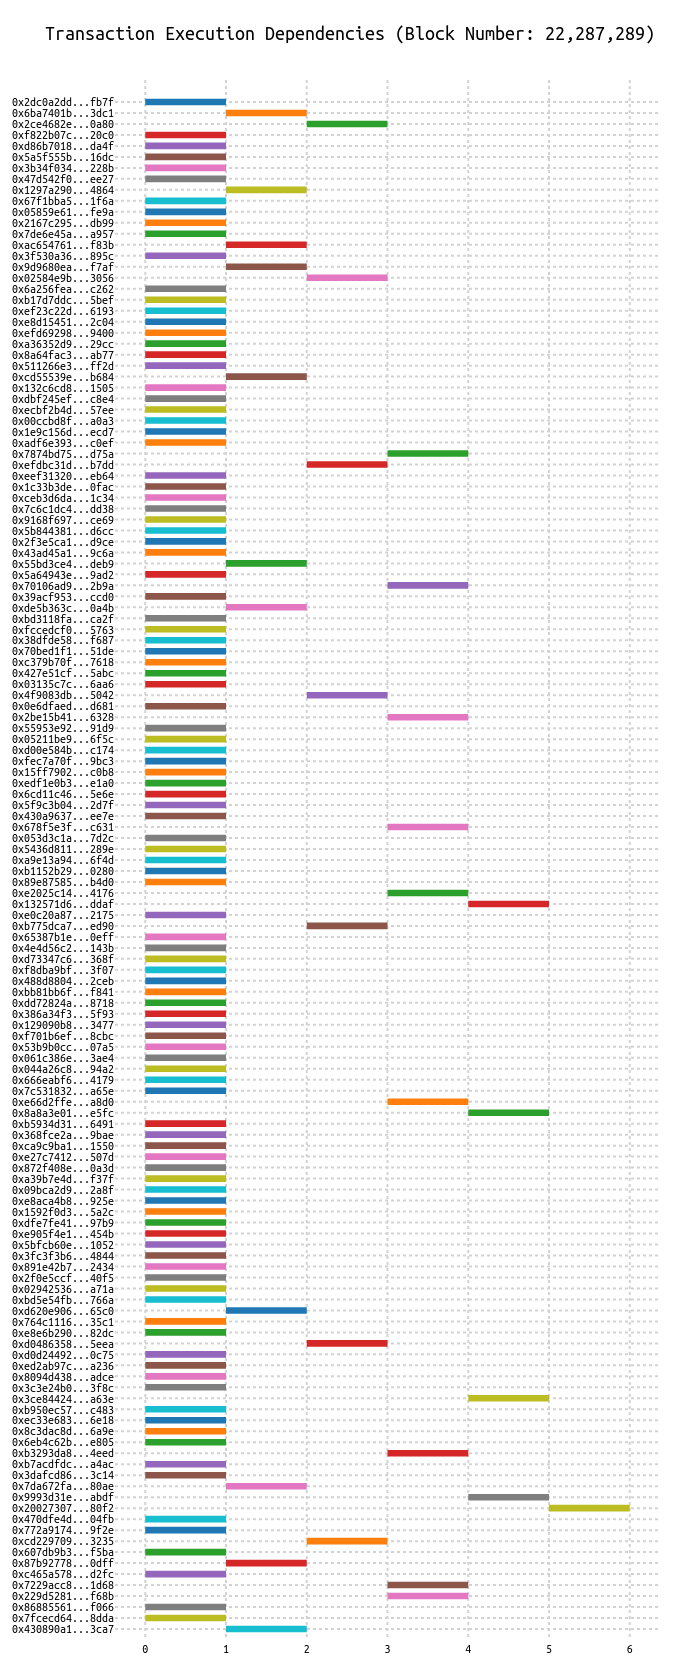 Transaction Execution Dependencies (Block Number: 22,287,289)
0x2dc0a2dd...fb7f
0x6ba7401b...3dc1
0x2ce4682e...0a80
0xf822b07c...20c0
0xd86b7018...da4f
0x5a5f555b...16dc
0x3b34f034...228b
0x47d542f0...ee27
0x1297a290...4864
0x67f1bba5...1f6a
0x05859e61...fe9a
0x2167c295...db99
0x7de6e45a...a957
0xac654761...f83b
0x3f530a36...895c
0x9d9680ea...f7af
0x02584e9b...3056
0x6a256fea...c262
0xb17d7ddc...5bef
0xef23c22d...6193
0xe8d15451...2c04
0xefd69298...9400
0xa36352d9...29cc
0x8a64fac3...ab77
0x511266e3...ff2d
0xcd55539e...b684
0x132c6cd8...1505
0xdbf245ef...c8e4
0xecbf2b4d...57ee
0x00ccbd8f...a0a3
0x1e9c156d...ecd7
0xadf6e393...c0ef
0x7874bd75...d75a
0xefdbc31d...b7dd
0xeef31320...eb64
0x1c33b3de...0fac
0xceb3d6da...1c34
0x7c6c1dc4...dd38
0x9168f697...ce69
0x5b844381...d6cc
0x2f3e5ca1...d9ce
0x43ad45a1...9c6a
0x55bd3ce4...deb9
0x5a64943e...9ad2
0x70106ad9...2b9a
0x39acf953...ccd0
0xde5b363c...0a4b
0xbd3118fa...ca2f
0xfccedcf0...5763
0x38dfde58...f687
0x70bed1f1...51de
0xc379b70f...7618
0x427e51cf...5abc
0x03135c7c...6aa6
0x4f9083db...5042
0x0e6dfaed...d681
0x2be15b41...6328
0x55953e92...91d9
0x05211be9...6f5c
0xd00e584b...c174
0xfec7a70f...9bc3
0x15ff7902...c0b8
0xedf1e0b3...e1a0
0x6cd11c46...5e6e
0x5f9c3b04...2d7f
0x430a9637...ee7e
0x678f5e3f...c631
0x053d3c1a...7d2c
0x5436d811...289e
0xa9e13a94...6f4d
0xb1152b29...0280
0x89e87585...b4d0
0xe2025c14...4176
0x132571d6...ddaf
0xe0c20a87...2175
0xb775dca7...ed90
0x65387b1e...0eff
0x4e4d56c2...143b
0xd73347c6...368f
0xf8dba9bf...3f07
0x488d8804...2ceb
0xbb81bb6f...f841
0xdd72824a...8718
0x386a34f3...5f93
0x129090b8...3477
0xf701b6ef...8cbc
0x53b9b0cc...07a5
0x061c386e...3ae4
0x044a26c8...94a2
0x666eabf6...4179
0x7c531832...a65e
0xe66d2ffe...a8d0
0x8a8a3e01...e5fc
0xb5934d31...6491
0x368fce2a...9bae
0xca9c9ba1...1550
0xe27c7412...507d
0x872f408e...0a3d
0xa39b7e4d...f37f
0x09bca2d9...2a8f
0xe8aca4b8...925e
0x1592f0d3...5a2c
0xdfe7fe41...97b9
0xe905f4e1...454b
0x5bfcb60e...1052
0x3fc3f3b6...4844
0x891e42b7...2434
0x2f0e5ccf...40f5
0x02942536...a71a
0xbd5e54fb...766a
0xd620e906...65c0
0x764c1116...35c1
0xe8e6b290...82dc
0xd0486358...5eea
0xd0d24492...0c75
0xed2ab97c...a236
0x8094d438...adce
0x3c3e24b0...3f8c
0x3ce84424...a63e
0xb950ec57...c483
0xec33e683...6e18
0x8c3dac8d...6a9e
0x6eb4c62b...e805
0xb3293da8...4eed
0xb7acdfdc...a4ac
0x3dafcd86...3c14
0x7da672fa...80ae
0x9993d31e...abdf
0x20027307...80f2
0x470dfe4d...04fb
0x772a9174...9f2e
0xcd229709...3235
0x607db9b3...f5ba
0x87b92778...0dff
0xc465a578...d2fc
0x7229acc8...1d68
0x229d5281...f68b
0x86885561...f066
0x7fcecd64...8dda
0x430890a1...3ca7
0 1 2 3 4 5 6